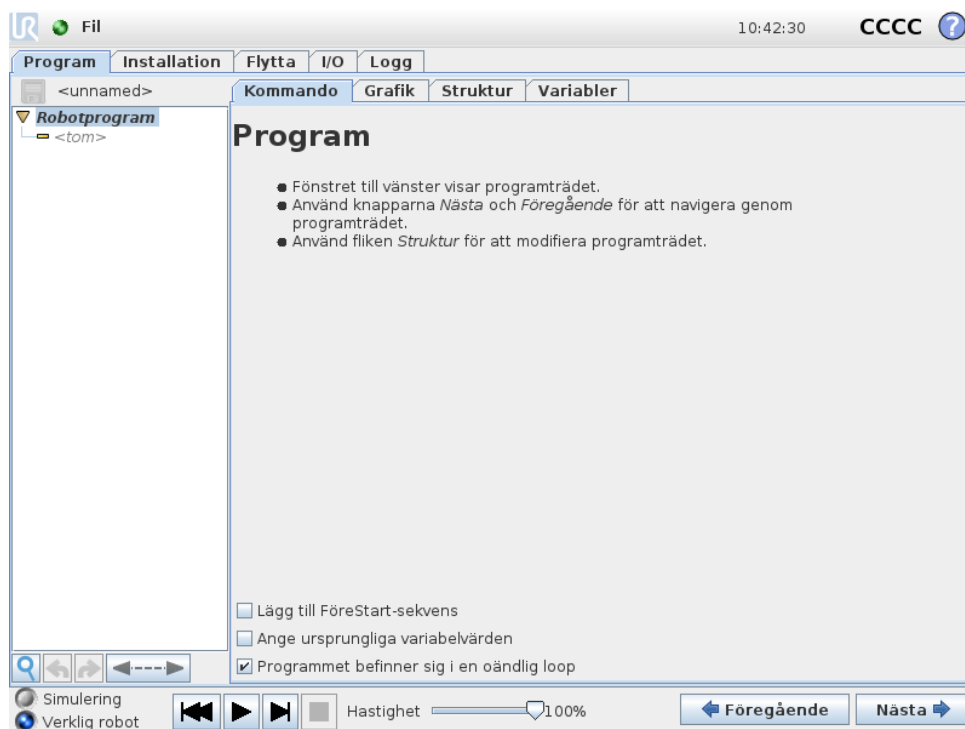 UR Fil 10:42:30 CCCC ?
Program Installation Flytta I/O Logg
<unnamed> Kommando Grafik Struktur Variabler
Robotprogram
<tom>
Program
Fönstret till vänster visar programträdet.
Använd knapparna Nästa och Föregående för att navigera genom
programträdet.
Använd fliken Struktur för att modifiera programträdet.
Lägg till FöreStart-sekvens
Ange ursprungliga variabelvärden
Programmet befinner sig i en oändlig loop
Simulering
Verklig robot
Hastighet 100% Föregående Nästa